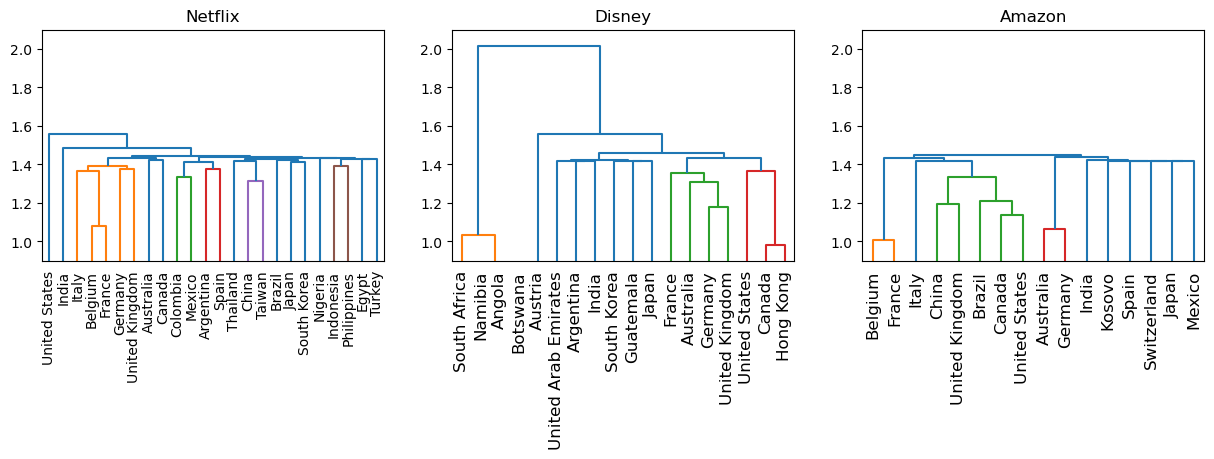 Netflix
2.0
1.8
1.6
1.4
1.2
1.0
United States
India
Italy
Belgium
France
Germany
United Kingdom
Australia
Canada
Colombia
Mexico
Argentina
Spain
Thailand
China
Taiwan
Brazil
Japan
South Korea
Nigeria
Indonesia
Philippines
Egypt
Turkey
Disney
2.0
1.8
1.6
1.4
1.2
1.0
South Africa
Namibia
Angola
Botswana
Austria
United Arab Emirates
Argentina
India
South Korea
Guatemala
Japan
France
Australia
Germany
United Kingdom
United States
Canada
Hong Kong
Amazon
2.0
1.8
1.6
1.4
1.2
1.0
Belgium
France
Italy
China
United Kingdom
Brazil
Canada
United States
Australia
Germany
India
Kosovo
Spain
Switzerland
Japan
Mexico